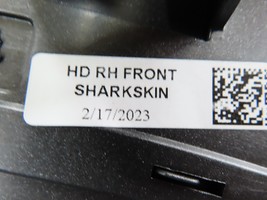 HD RH FRONT
SHARKSKIN
2/17/2023